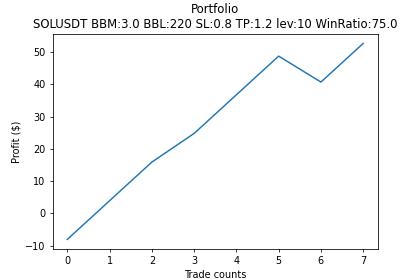 Portfolio
SOLUSDT BBM:3.0 BBL:220 SL:0.8 TP:1.2 lev:10 WinRatio:75.0
50
40
30
20
10
0
−10
Profit ($)
0 1 2 3 4 5 6 7
Trade counts